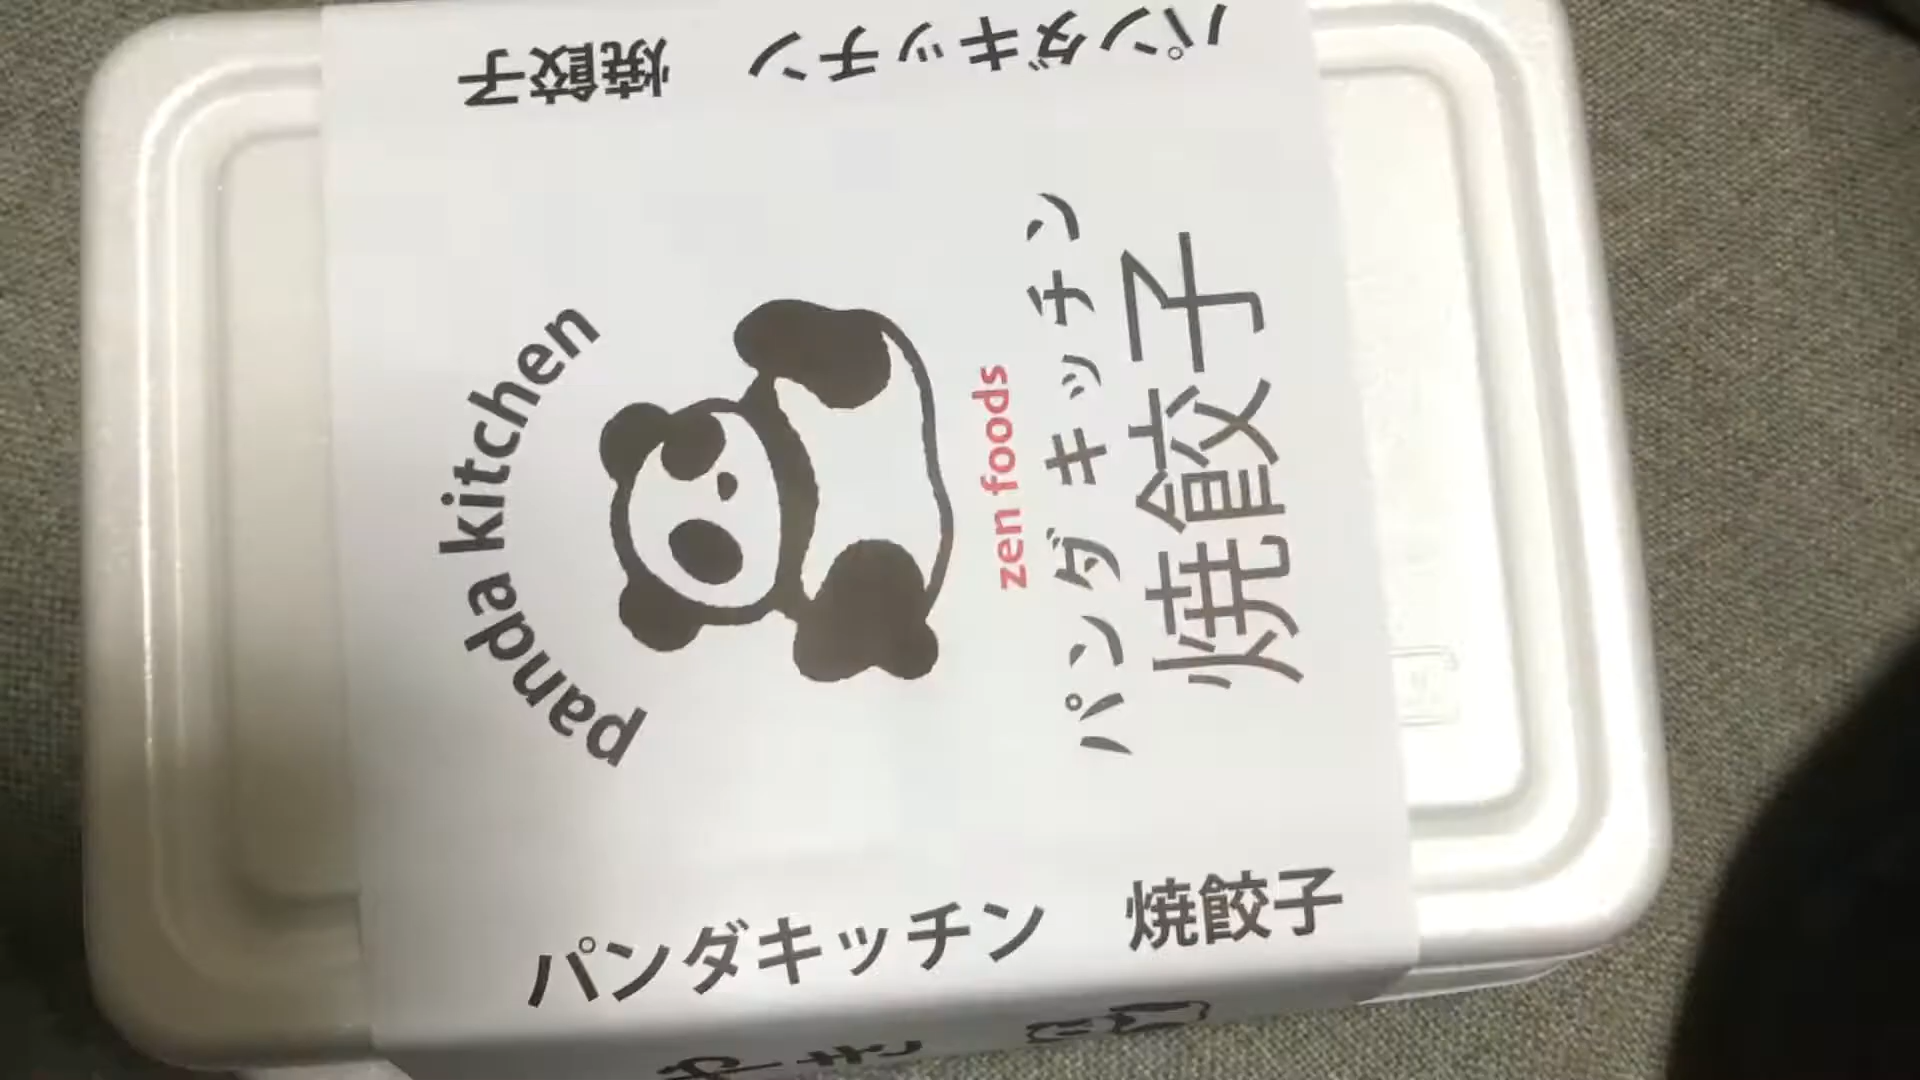 パンダキッチン 焼餃子
panda kitchen
zen foods
パンダキッチン
焼餃子
パンダキッチン 焼餃子